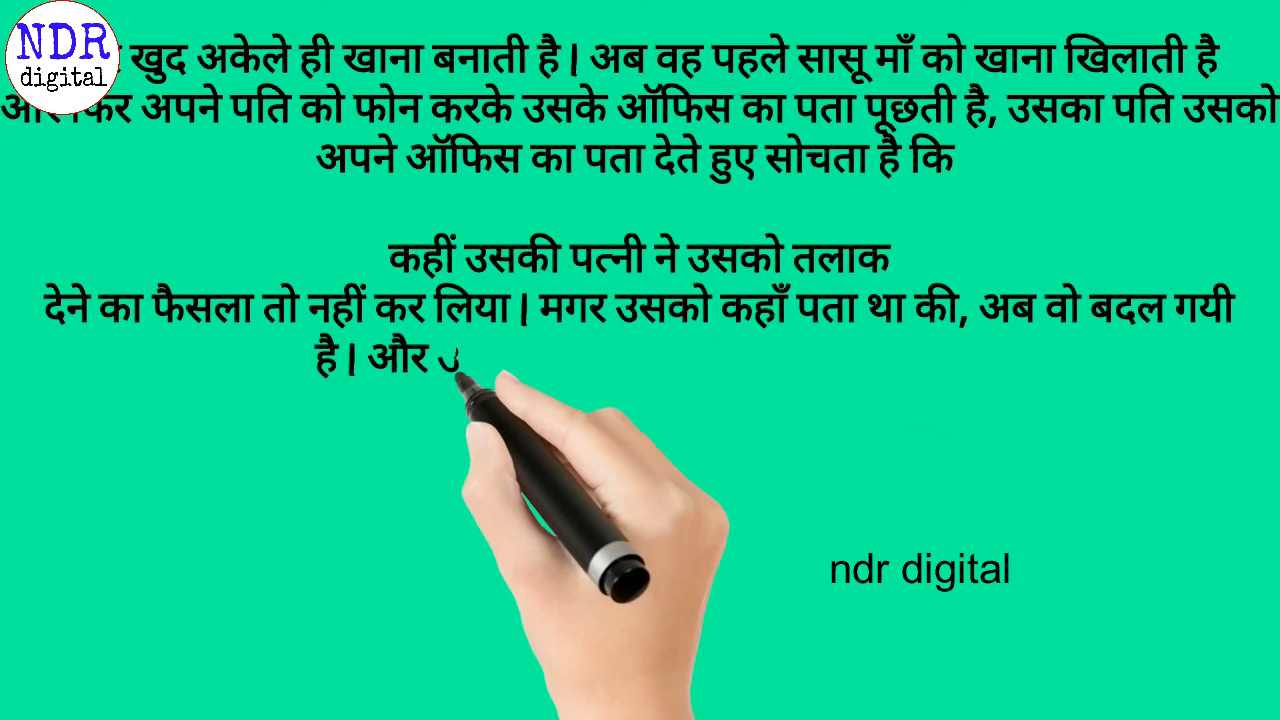 NDR
digital
खुद अकेले ही खाना बनाती है | अब वह पहले सासू माँ को खाना खिलाती है
अपने पति को फोन करके उसके ऑफिस का पता पूछती है, उसका पति उसको
अपने ऑफिस का पता देते हुए सोचता है कि
कहीं उसकी पत्नी ने उसको तलाक
देने का फैसला तो नहीं कर लिया | मगर उसको कहाँ पता था की, अब वो बदल गयी
है | और
ndr digital